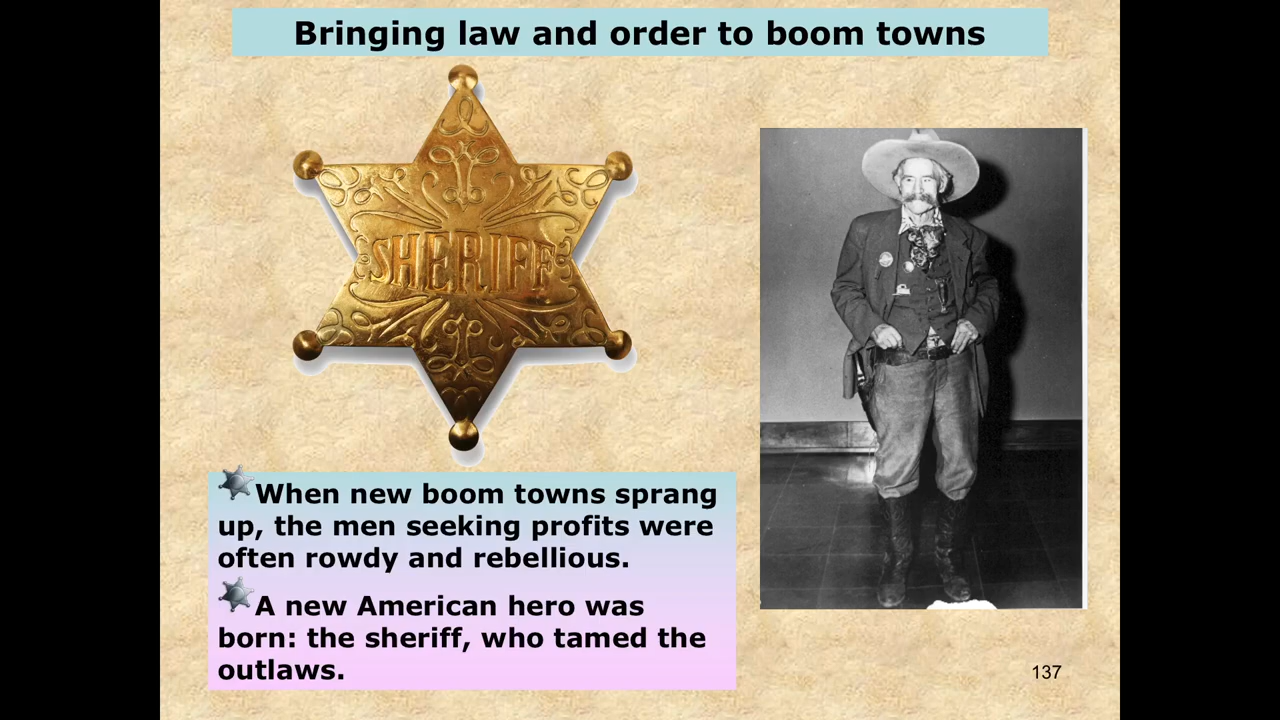 Bringing law and order to boom towns
SHERIFF
When new boom towns sprang
up, the men seeking profits were
often rowdy and rebellious.
A new American hero was
born: the sheriff, who tamed the
outlaws.
137